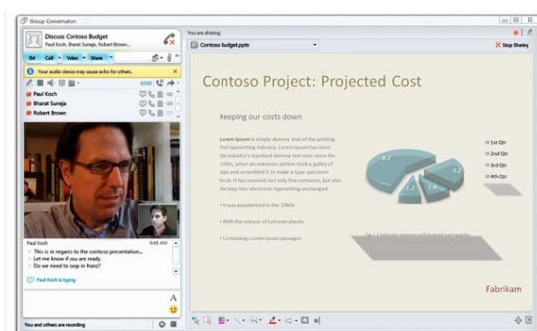 Group Conversation
Discuss Contoso Budget
Paul Koch, Bharat Suneja, Robert Brown...
IM Call Video Share
Your audio device may cause echo for others.
Paul Koch
Bharat Suneja
Robert Brown
Paul Koch 9:45 AM
This is in regards to the contoso presentation...
Let me know if you are ready
Do we need to oop in franz?
Paul Koch is typing
A
You and others are recording
You are sharing:
Contoso budget.pptx
Stop Sharing
Contoso Project: Projected Cost
Keeping our costs down
Lorem Ipsum is simply dummy text of the printing
and typesetting industry. Lorem Ipsum has been
the industry's standard dummy text ever since the
1500s, when an unknown printer took a galley of
type and scrambled it to make a type specimen
book. It has survived not only five centuries, but also
the leap into electronic typesetting unchanged.
• It was popularized in the 1960s
• With the release of Letraset sheets
• Containing Lorem Ipsum passages
8.2
3.2
1.4
1.2
1st Qtr
2nd Qtr
3rd Qtr
4th Qtr
Fabrikam